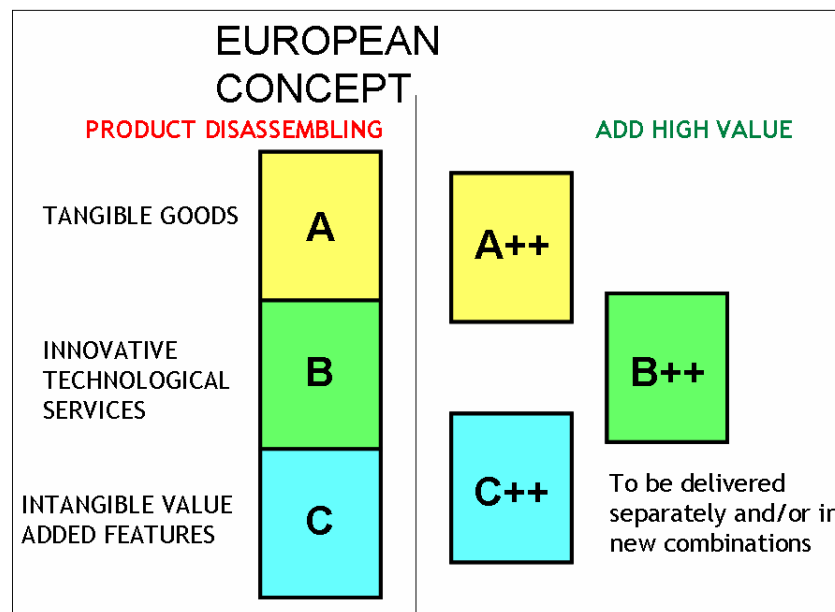 EUROPEAN
CONCEPT
PRODUCT DISASSEMBLING
ADD HIGH VALUE
TANGIBLE GOODS
A
A++
INNOVATIVE
TECHNOLOGICAL
SERVICES
B
B++
INTANGIBLE VALUE
ADDED FEATURES
C
C++
To be delivered
separately and/or in
new combinations